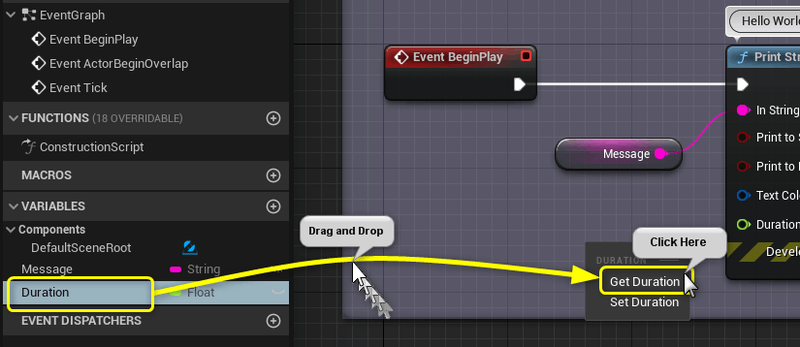 EventGraph
Event BeginPlay
Event ActorBeginOverlap
Event Tick
FUNCTIONS (18 OVERRIDABLE)
ConstructionScript
MACROS
VARIABLES
Components
DefaultSceneRoot
Message String
Duration Float
EVENT DISPATCHERS
Event BeginPlay
Message
Hello World
Print Str
In String
Print to S
Print to L
Text Colo
Duration
Develo
Drag and Drop
Click Here
DURATION
Get Duration
Set Duration